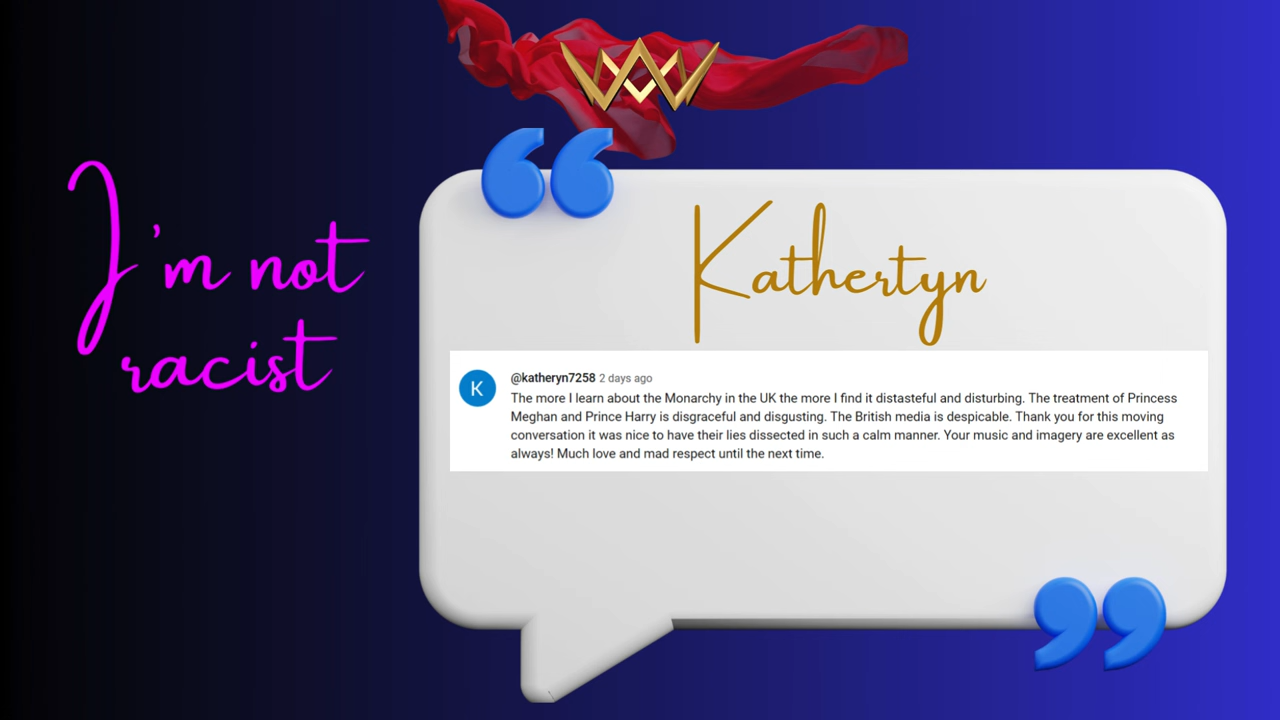 I'm not
racist
Kathertyn
K
@katheryn7258 2 days ago
The more I learn about the Monarchy in the UK the more I find it distasteful and disturbing. The treatment of Princess
Meghan and Prince Harry is disgraceful and disgusting. The British media is despicable. Thank you for this moving
conversation it was nice to have their lies dissected in such a calm manner. Your music and imagery are excellent as
always! Much love and mad respect until the next time.